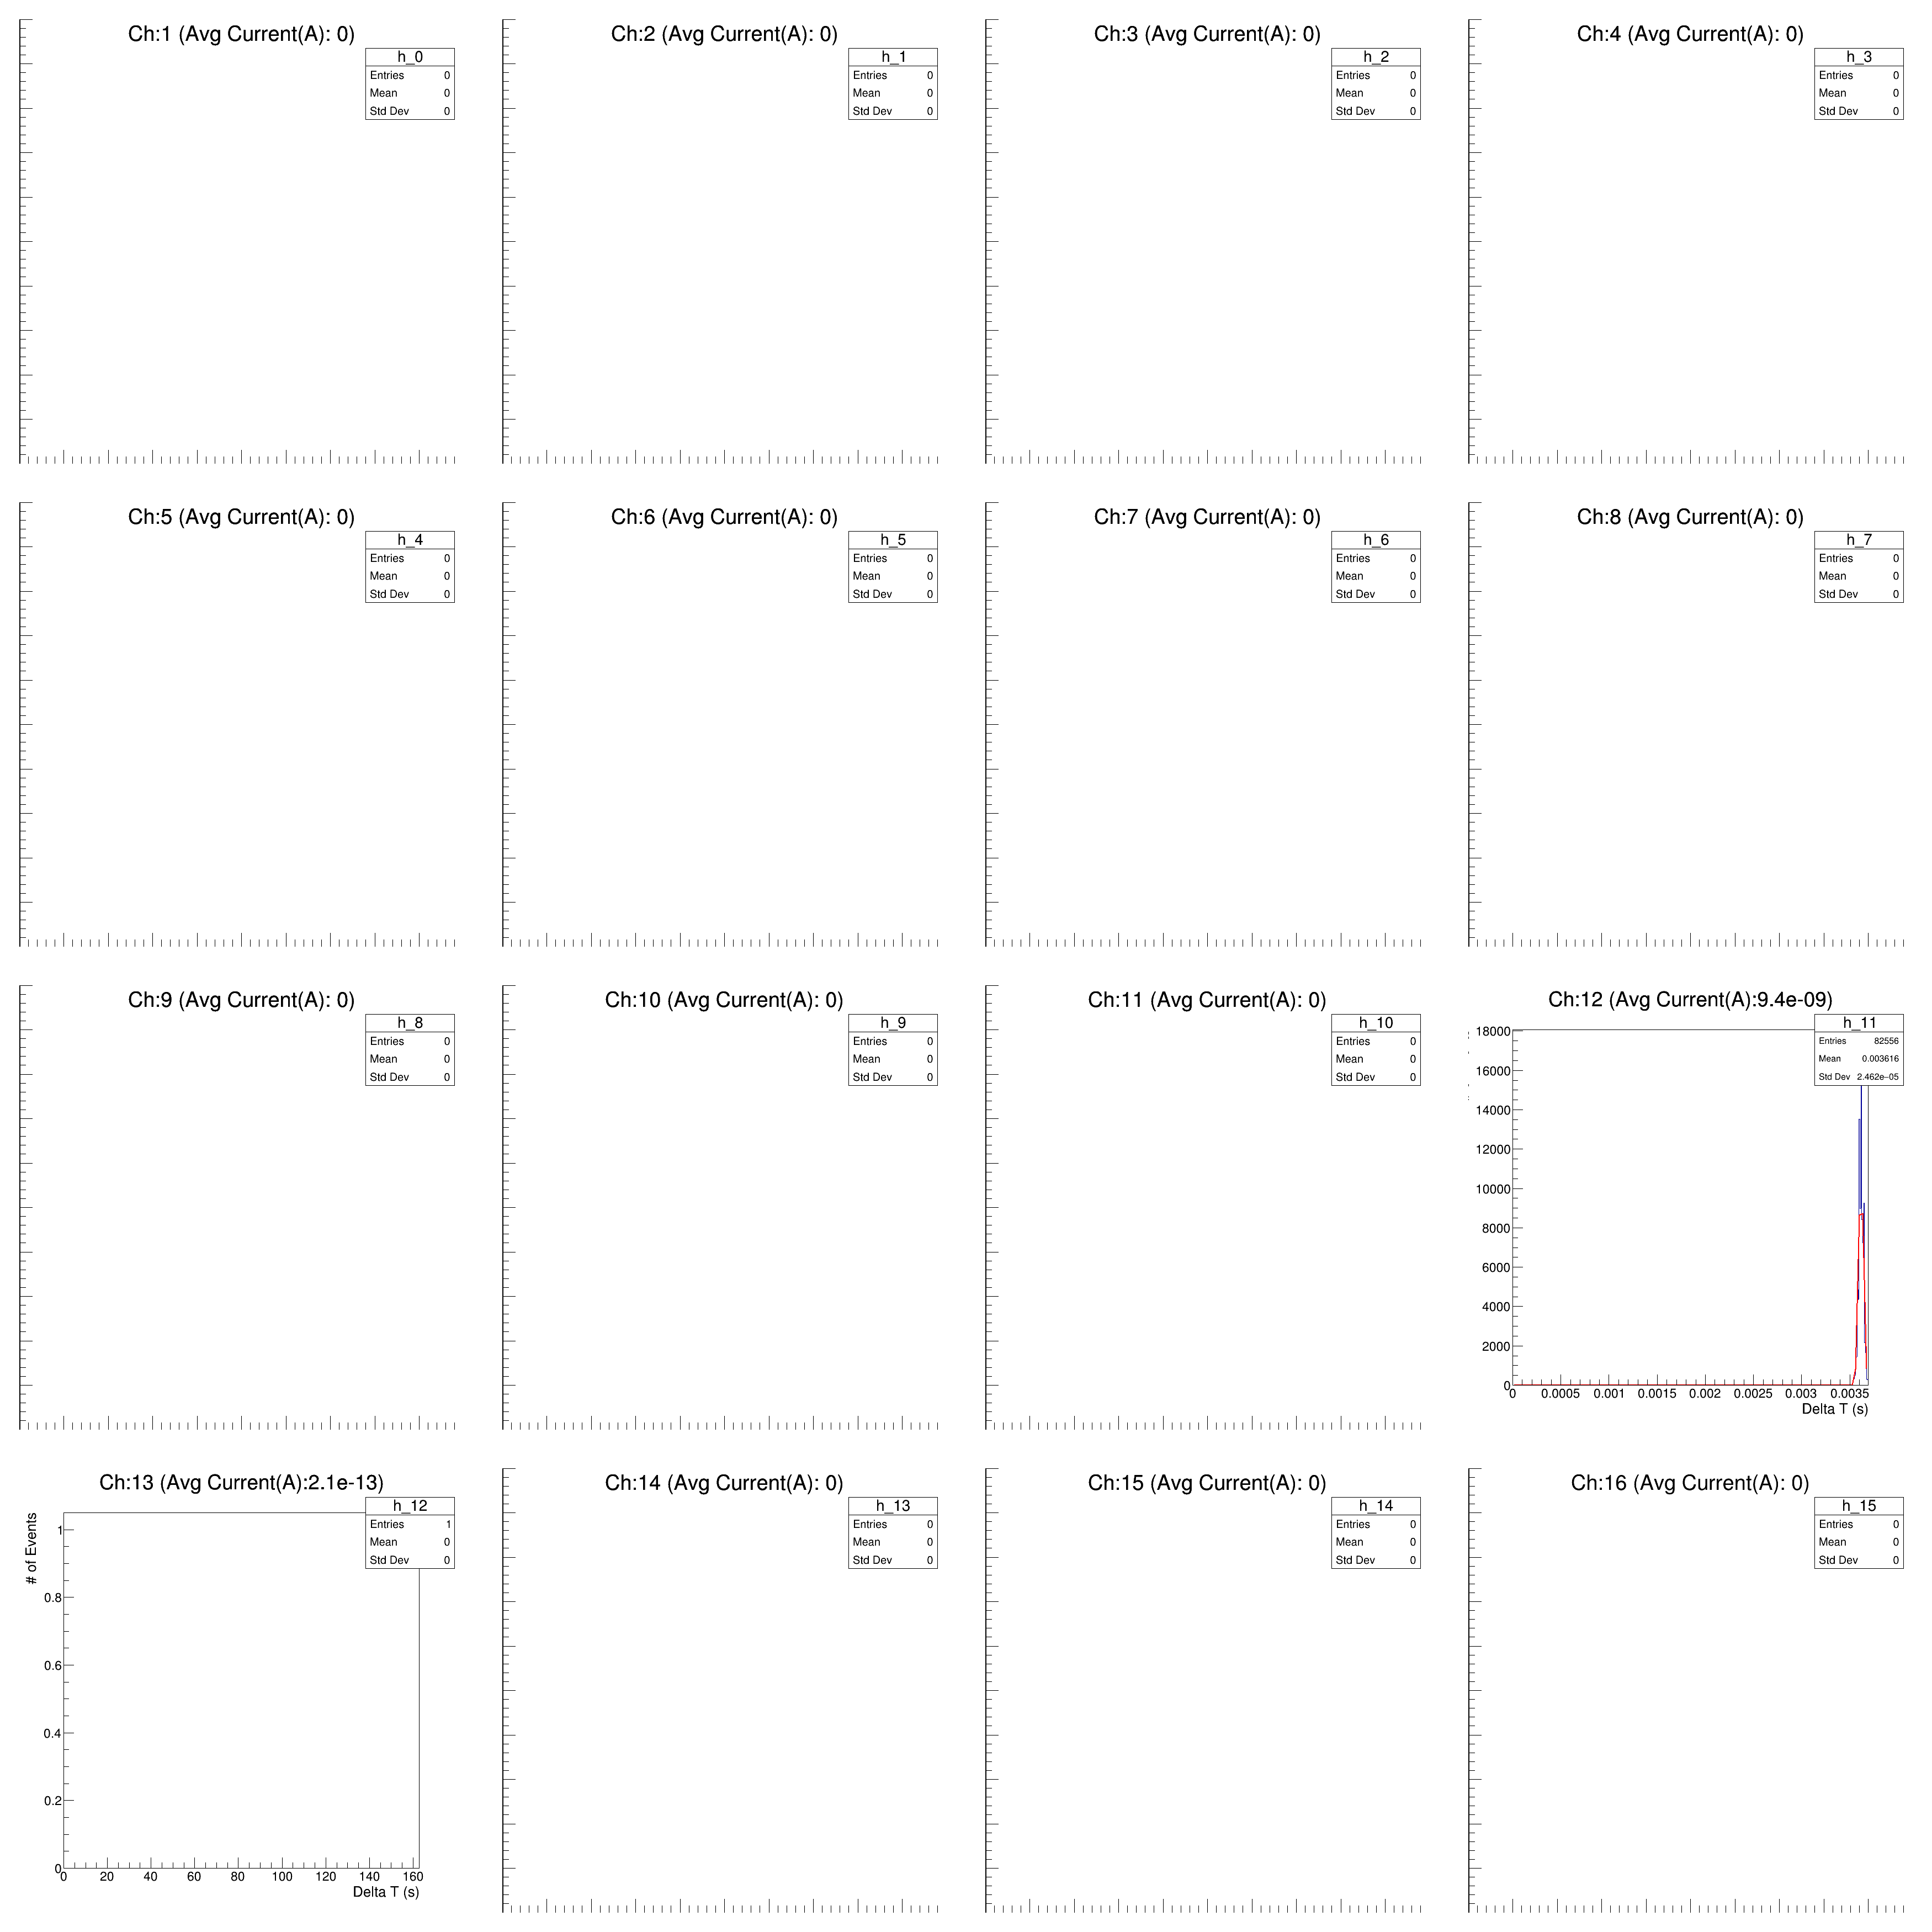 Ch:1 (Avg Current(A): 0)
h_0
Entries 0
Mean 0
Std Dev 0
Ch:2 (Avg Current(A): 0)
h_1
Entries 0
Mean 0
Std Dev 0
Ch:3 (Avg Current(A): 0)
h_2
Entries 0
Mean 0
Std Dev 0
Ch:4 (Avg Current(A): 0)
h_3
Entries 0
Mean 0
Std Dev 0
Ch:5 (Avg Current(A): 0)
h_4
Entries 0
Mean 0
Std Dev 0
Ch:6 (Avg Current(A): 0)
h_5
Entries 0
Mean 0
Std Dev 0
Ch:7 (Avg Current(A): 0)
h_6
Entries 0
Mean 0
Std Dev 0
Ch:8 (Avg Current(A): 0)
h_7
Entries 0
Mean 0
Std Dev 0
Ch:9 (Avg Current(A): 0)
h_8
Entries 0
Mean 0
Std Dev 0
Ch:10 (Avg Current(A): 0)
h_9
Entries 0
Mean 0
Std Dev 0
Ch:11 (Avg Current(A): 0)
h_10
Entries 0
Mean 0
Std Dev 0
Ch:12 (Avg Current(A):9.4e-09)
h_11
Entries 82556
Mean 0.003616
Std Dev 2.462e-05
18000
16000
14000
12000
10000
8000
6000
4000
2000
0
0 0.0005 0.001 0.0015 0.002 0.0025 0.003 0.0035
Delta T (s)
Ch:13 (Avg Current(A):2.1e-13)
h_12
Entries 1
Mean 0
Std Dev 0
# of Events
1
0.8
0.6
0.4
0.2
0
0 20 40 60 80 100 120 140 160
Delta T (s)
Ch:14 (Avg Current(A): 0)
h_13
Entries 0
Mean 0
Std Dev 0
Ch:15 (Avg Current(A): 0)
h_14
Entries 0
Mean 0
Std Dev 0
Ch:16 (Avg Current(A): 0)
h_15
Entries 0
Mean 0
Std Dev 0